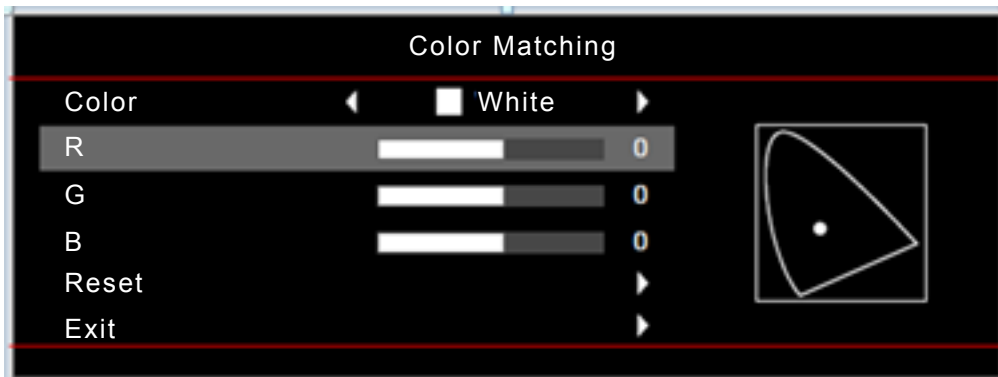 Color Matching
Color White
R 0
G 0
B 0
Reset
Exit